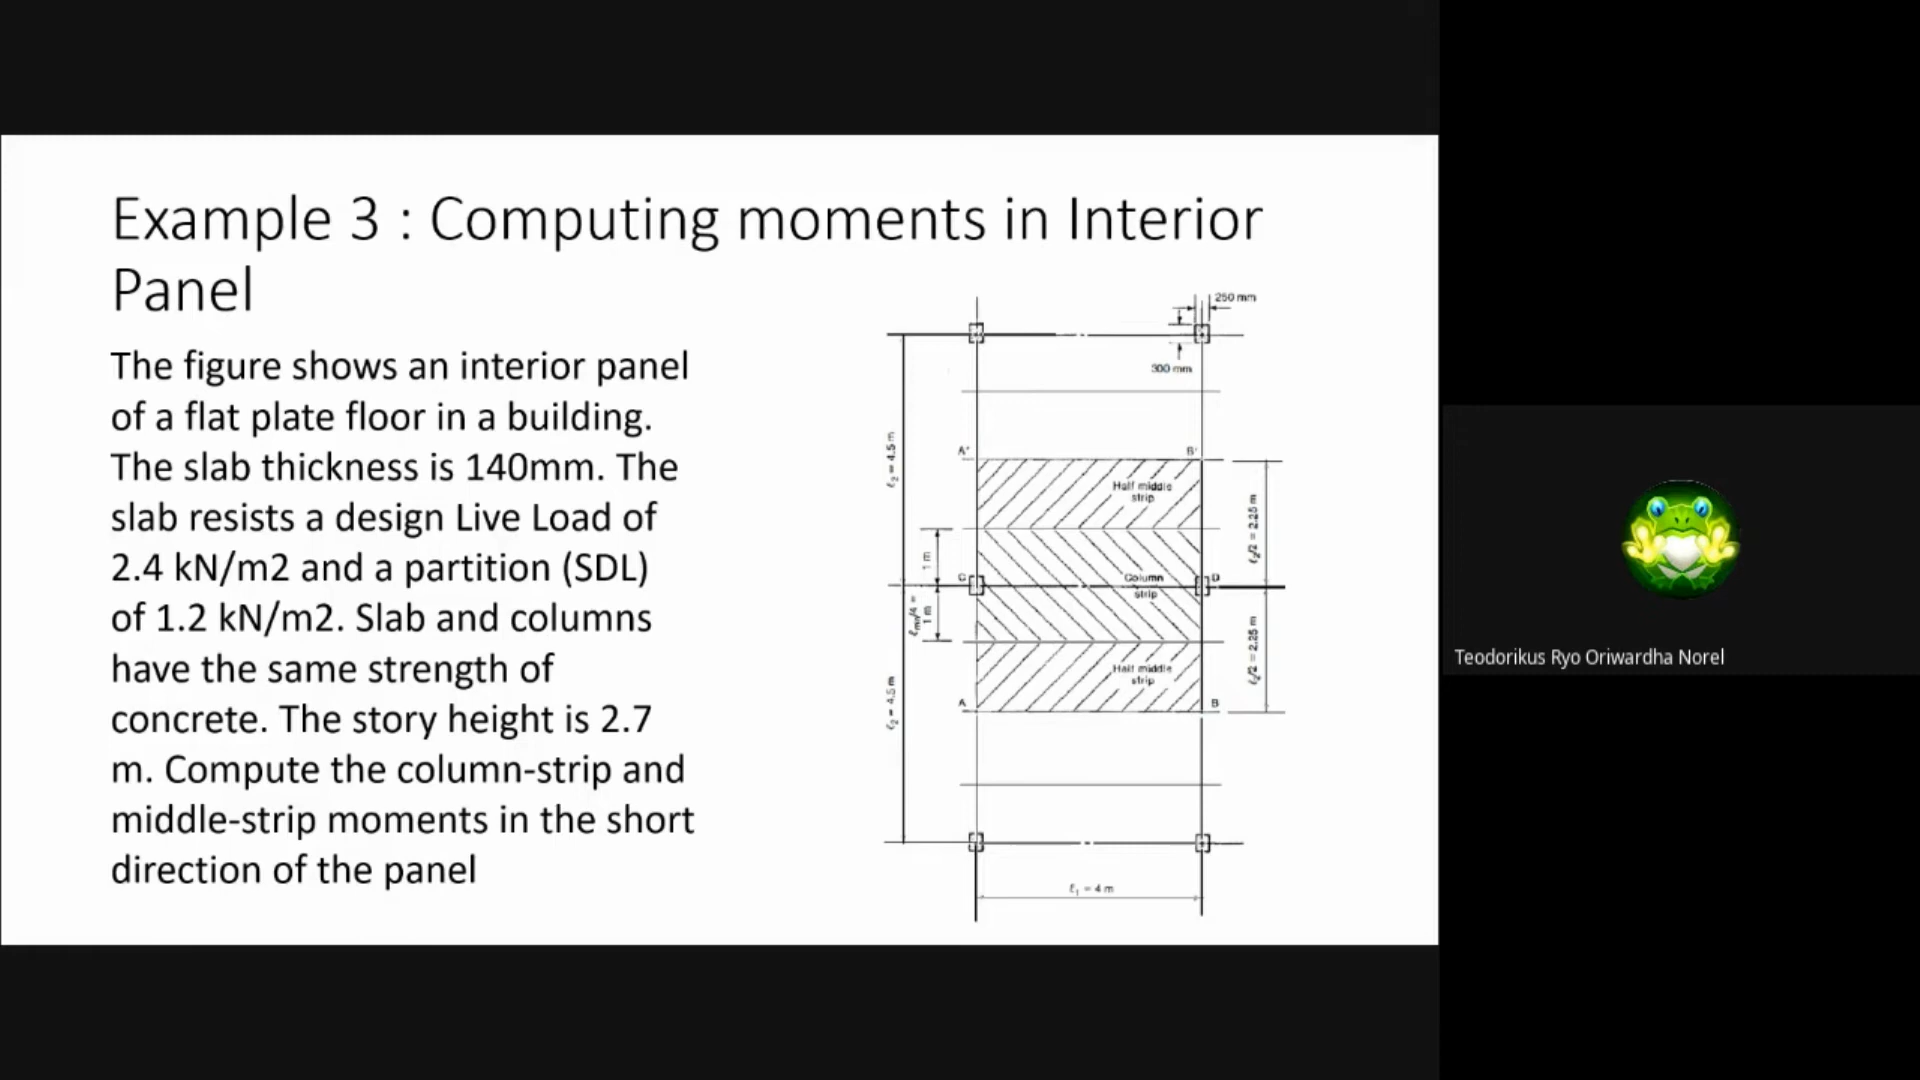 Example 3 : Computing moments in Interior
Panel
The figure shows an interior panel
of a flat plate floor in a building.
The slab thickness is 140mm. The
slab resists a design Live Load of
2.4 kN/m2 and a partition (SDL)
of 1.2 kN/m2. Slab and columns
have the same strength of
concrete. The story height is 2.7
m. Compute the column-strip and
middle-strip moments in the short
direction of the panel
250 mm
300 mm
ℓ₂ = 4.5 m
A'
B'
Half middle
strip
ℓ₂/2 = 2.25 m
1 m
C
Column
strip
D
1 m
ℓ₂/2 = 2.25 m
Half middle
strip
ℓ₂ = 4.5 m
A
B
ℓ₁ = 4 m
Teodorikus Ryo Oriwardha Norel